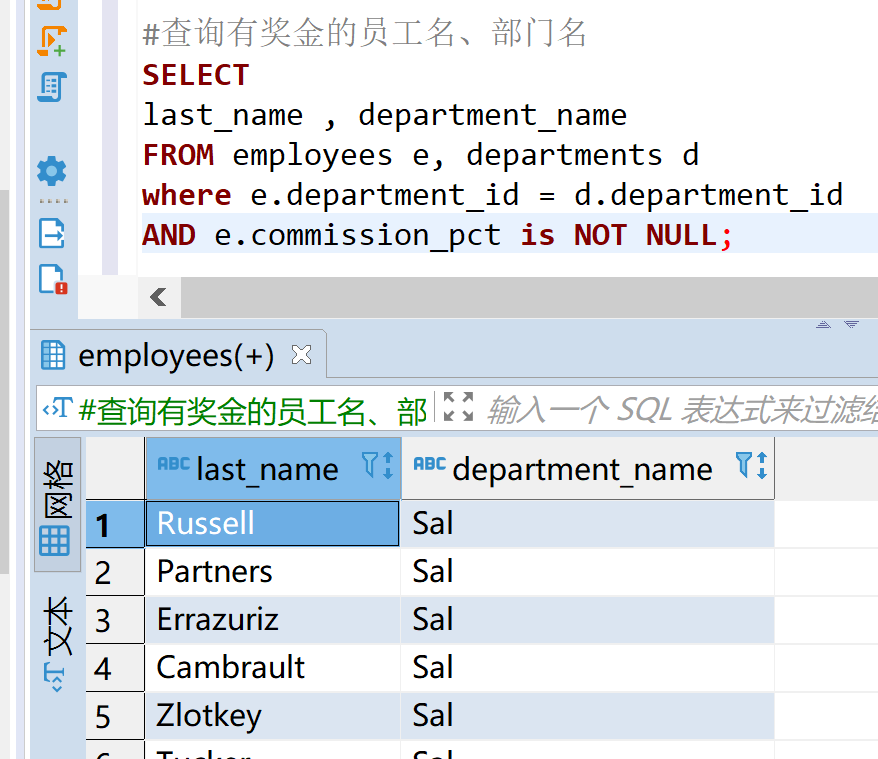 #查询有奖金的员工名、部门名
SELECT
last_name , department_name
FROM employees e, departments d
where e.department_id = d.department_id
AND e.commission_pct is NOT NULL;
employees(+)
#查询有奖金的员工名、部 输入一个 SQL 表达式来过滤结
网格
文本
ABC last_name ABC department_name
1 Russell Sal
2 Partners Sal
3 Errazuriz Sal
4 Cambrault Sal
5 Zlotkey Sal